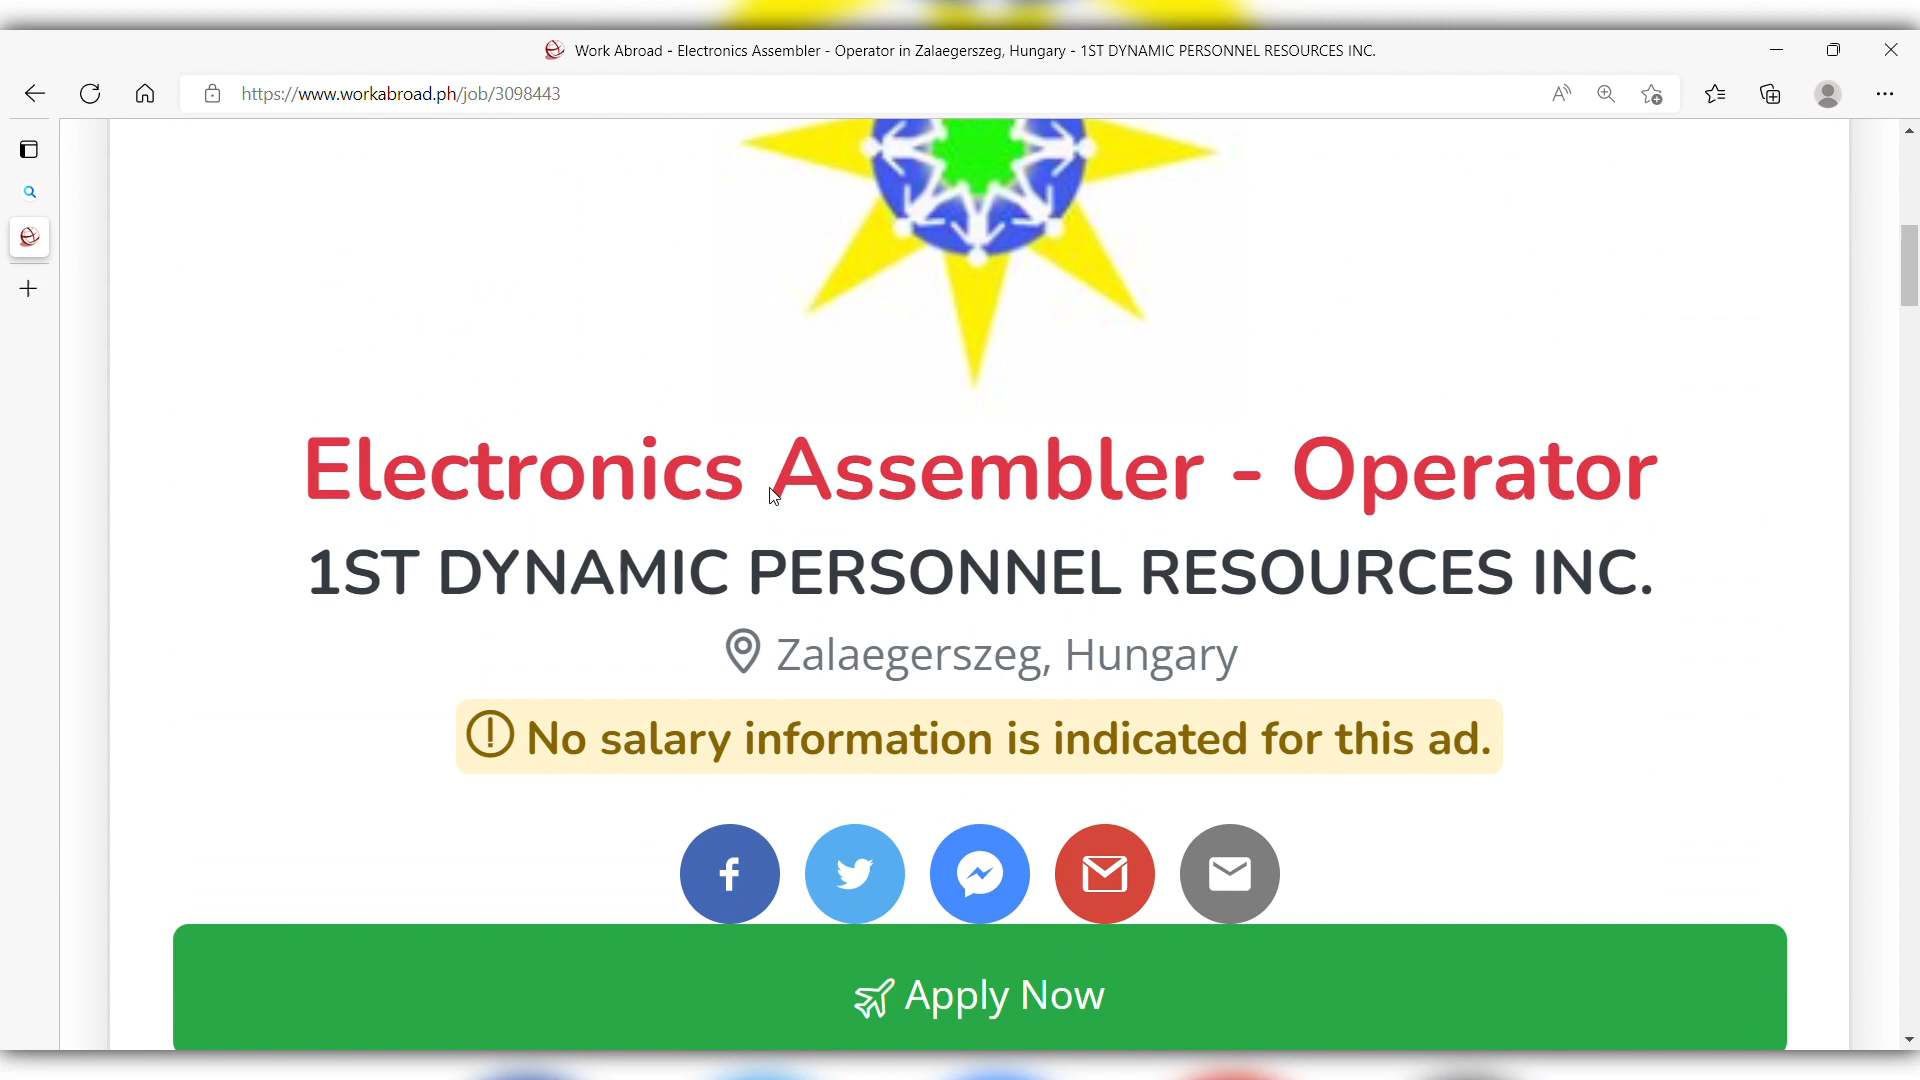 Work Abroad - Electronics Assembler - Operator in Zalaegerszeg, Hungary - 1ST DYNAMIC PERSONNEL RESOURCES INC.
https://www.workabroad.ph/job/3098443
Electronics Assembler - Operator
1ST DYNAMIC PERSONNEL RESOURCES INC.
Zalaegerszeg, Hungary
No salary information is indicated for this ad.
Apply Now